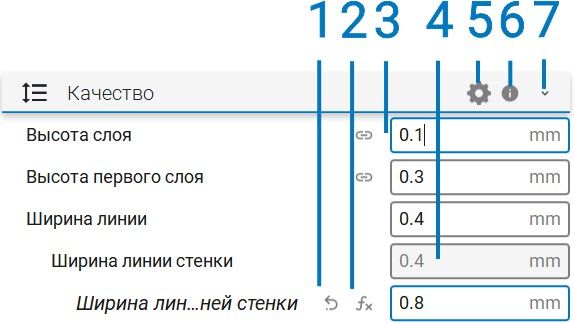 1 2 3 4 5 6 7
Качество
Высота слоя 0.1 mm
Высота первого слоя 0.3 mm
Ширина линии 0.4 mm
Ширина линии стенки 0.4 mm
Ширина лин...ней стенки fx 0.8 mm